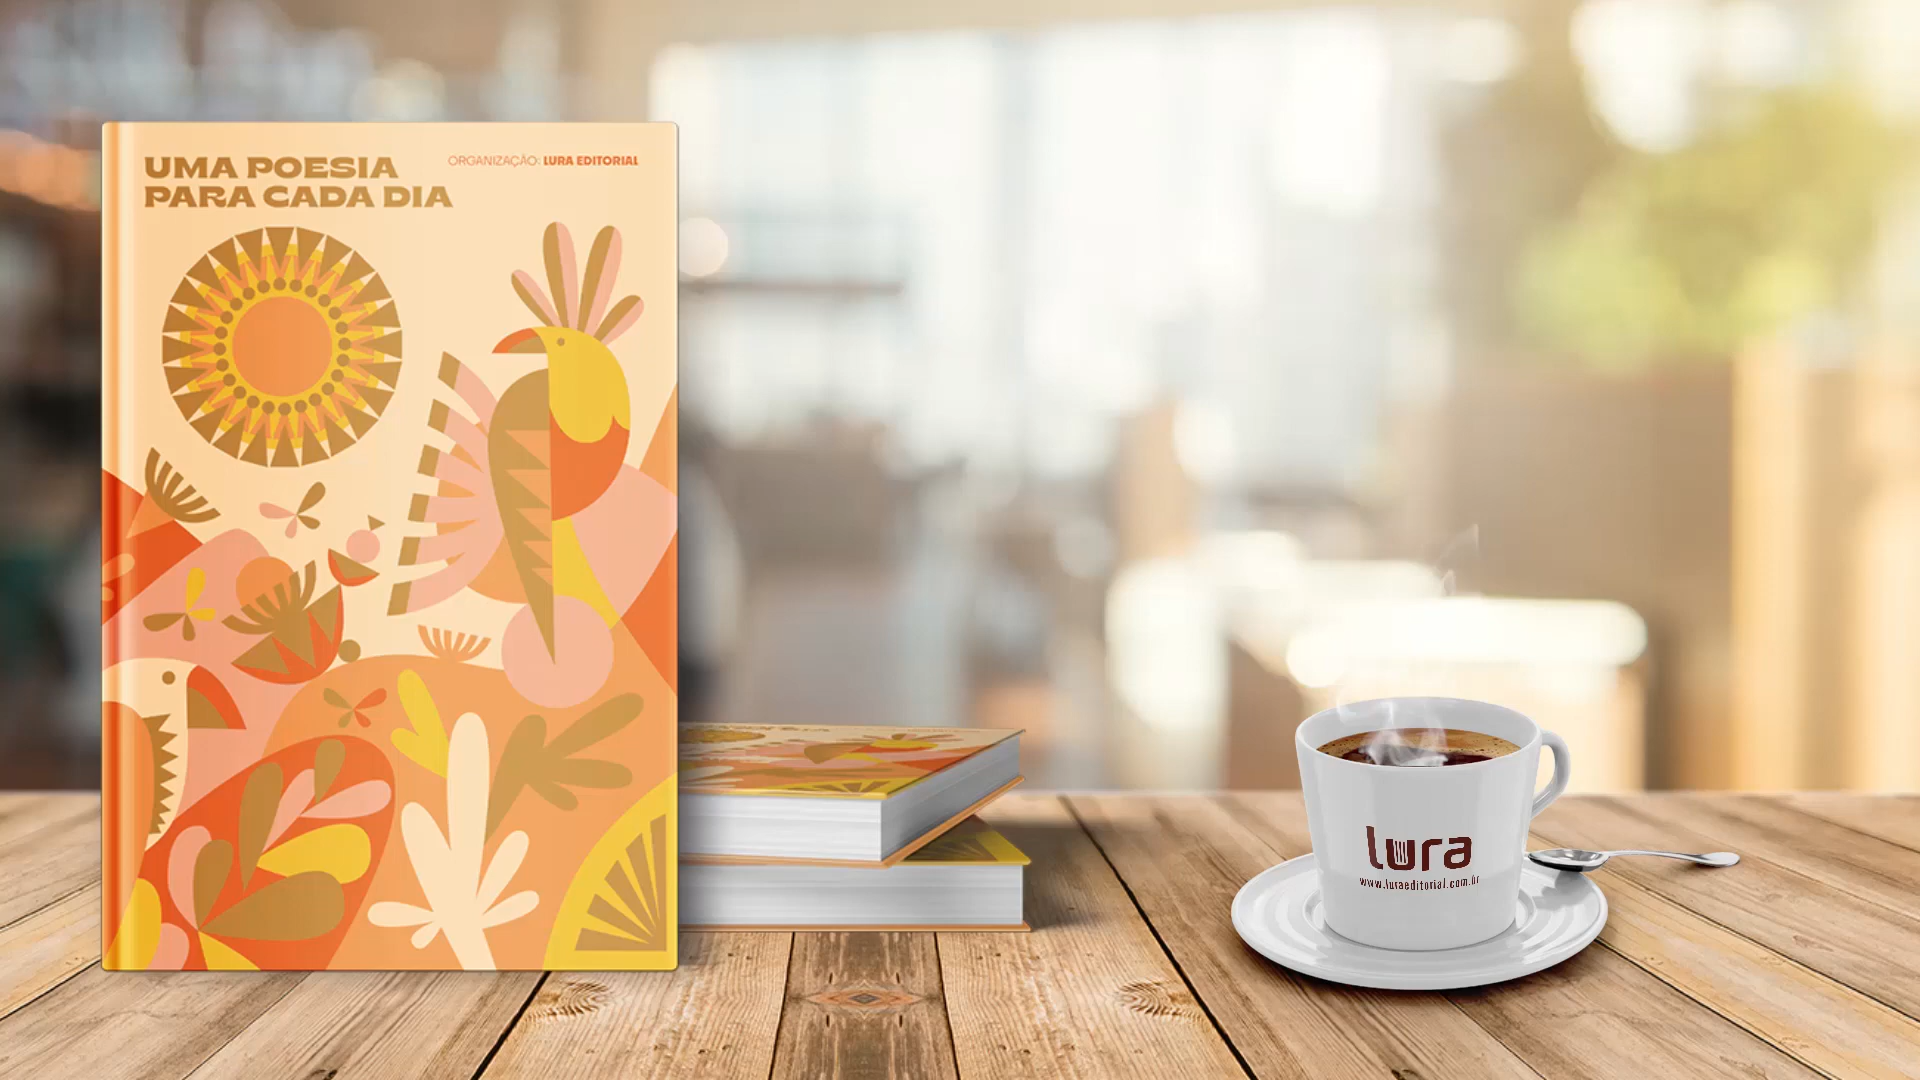 UMA POESIA
PARA CADA DIA
ORGANIZAÇÃO: LURA EDITORIAL
lura
www.luraeditorial.com.br